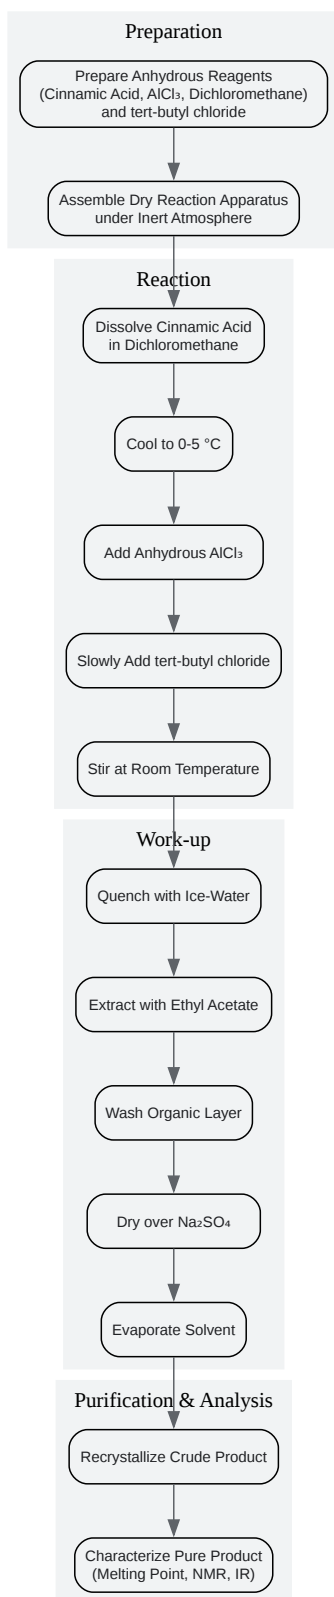 Preparation
Prepare Anhydrous Reagents
(Cinnamic Acid, AlCl₃, Dichloromethane)
and tert-butyl chloride
Assemble Dry Reaction Apparatus
under Inert Atmosphere
Reaction
Dissolve Cinnamic Acid
in Dichloromethane
Cool to 0-5 °C
Add Anhydrous AlCl₃
Slowly Add tert-butyl chloride
Stir at Room Temperature
Work-up
Quench with Ice-Water
Extract with Ethyl Acetate
Wash Organic Layer
Dry over Na₂SO₄
Evaporate Solvent
Purification & Analysis
Recrystallize Crude Product
Characterize Pure Product
(Melting Point, NMR, IR)